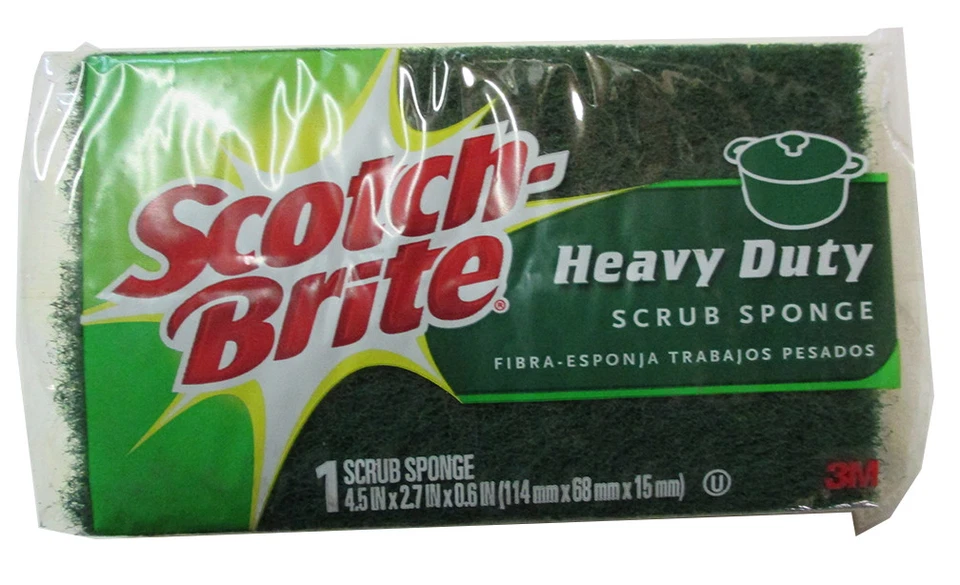 Scotch-
Brite®
Heavy Duty
SCRUB SPONGE
FIBRA-ESPONJA TRABAJOS PESADOS
1 SCRUB SPONGE
4.5 IN x 2.7 IN x 0.6 IN (114 mm x 68 mm x 15 mm)
U
3M